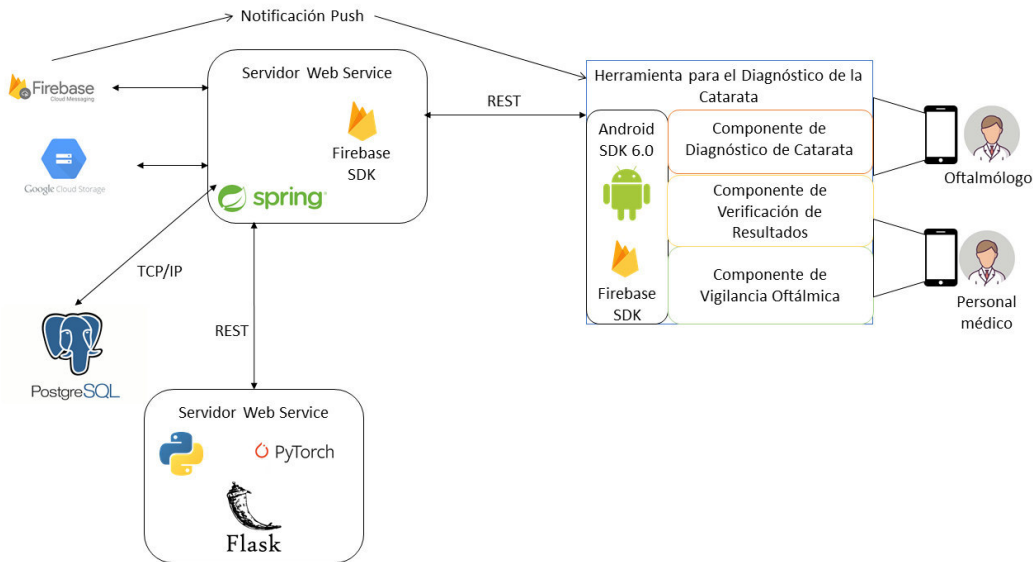 Notificación Push
Firebase
Cloud Messaging
Google Cloud Storage
Servidor Web Service
Firebase
SDK
spring
REST
Herramienta para el Diagnóstico de la
Catarata
Android
SDK 6.0
Firebase
SDK
Componente de
Diagnóstico de Catarata
Componente de
Verificación de
Resultados
Componente de
Vigilancia Oftálmica
Oftalmólogo
Personal
médico
TCP/IP
PostgreSQL
REST
Servidor Web Service
PyTorch
Flask